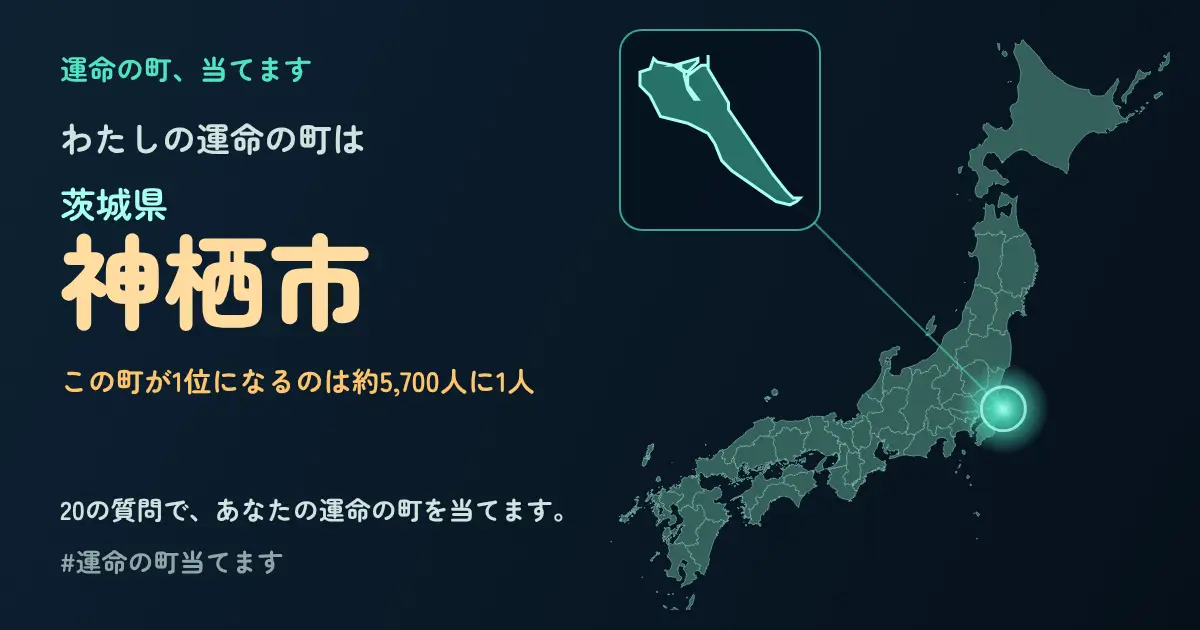 運命の町、当てます
わたしの運命の町は
茨城県
神栖市
この町が1位になるのは約5,700人に1人
20の質問で、あなたの運命の町を当てます。
#運命の町当てます